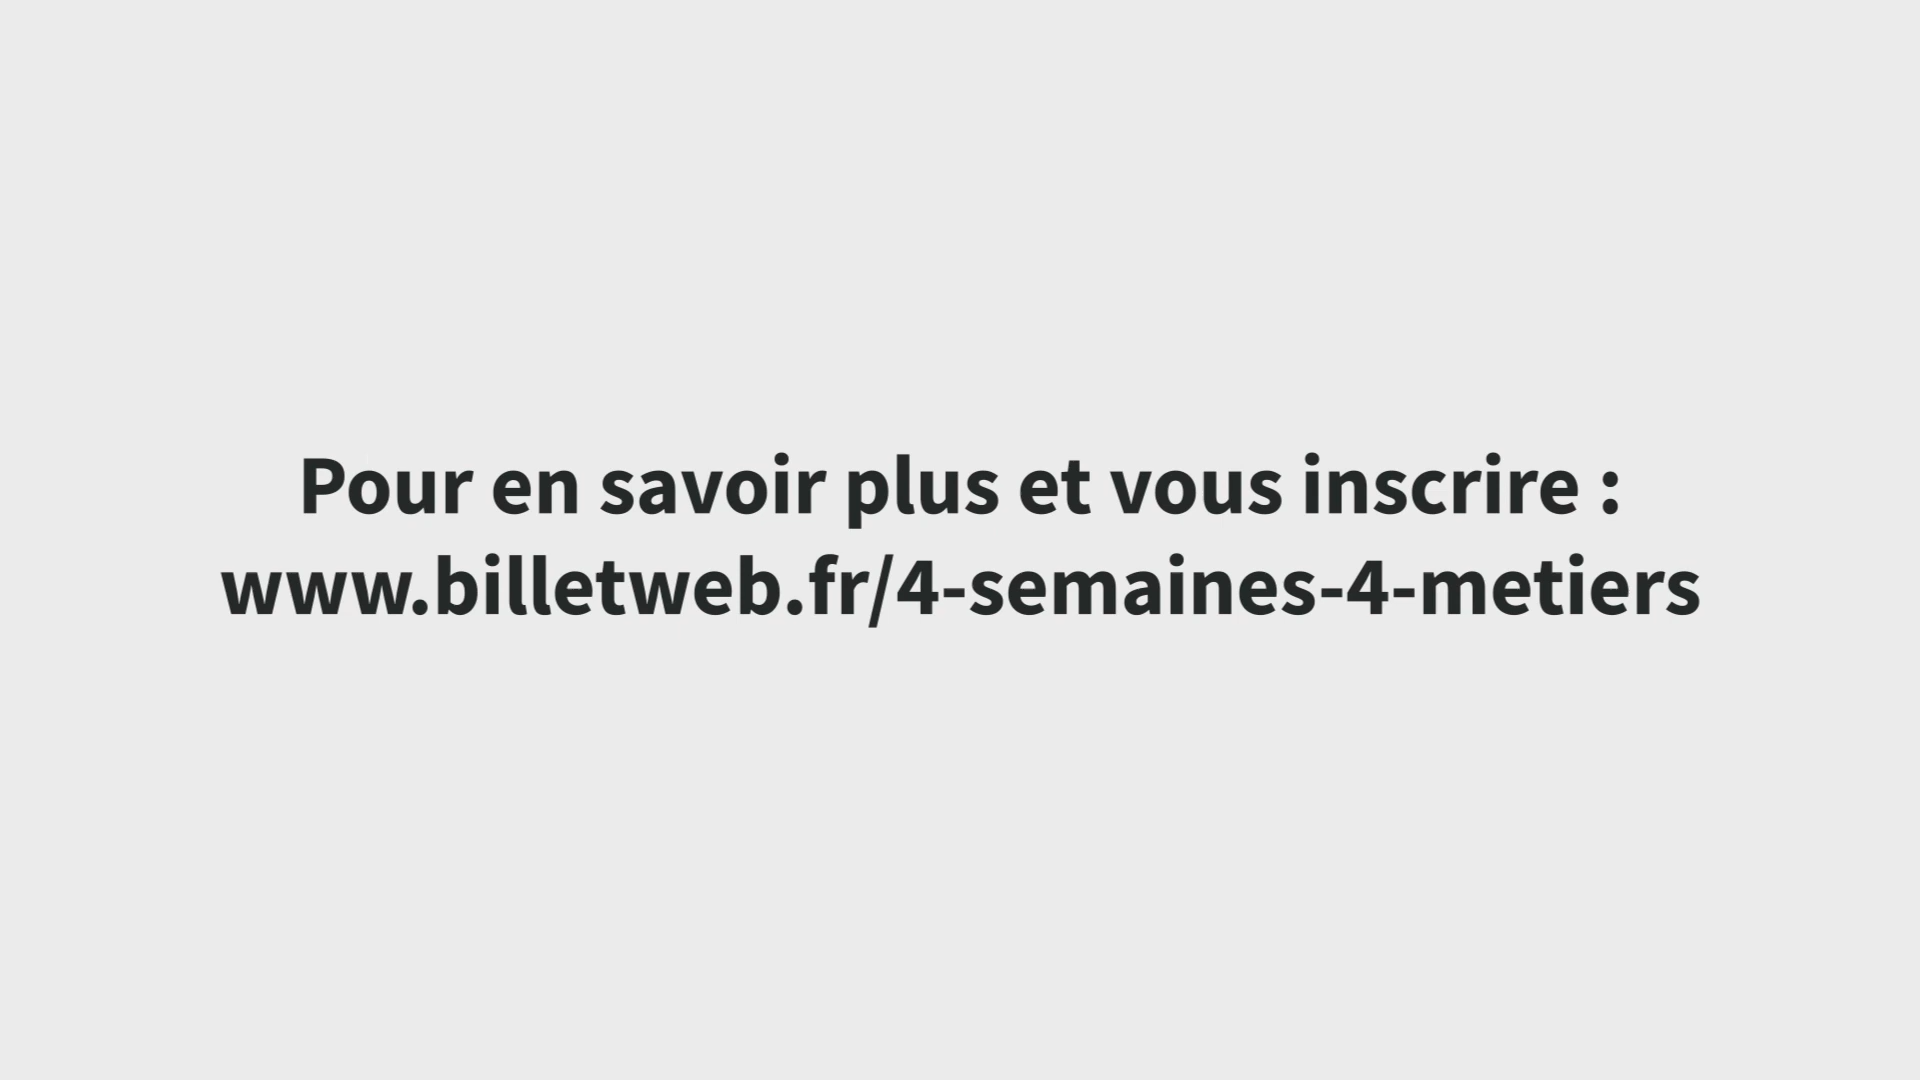 Pour en savoir plus et vous inscrire :
www.billetweb.fr/4-semaines-4-metiers